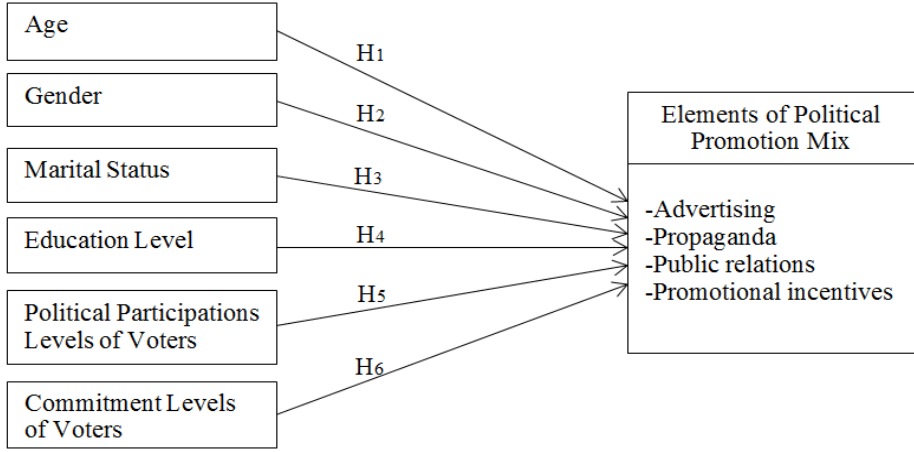 Age
H1
Gender
H2
Elements of Political
Promotion Mix
Marital Status
H3
-Advertising
-Propaganda
-Public relations
-Promotional incentives
Education Level
H4
Political Participations
Levels of Voters
H5
Commitment Levels
of Voters
H6